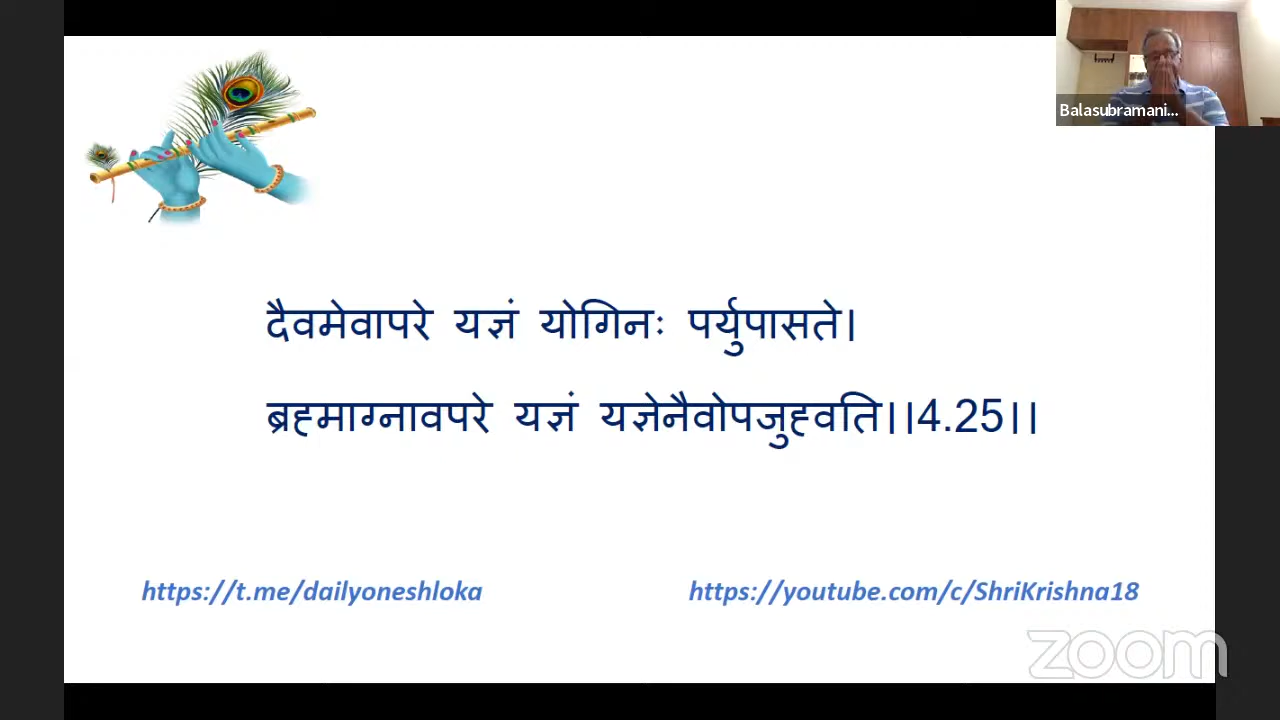 Balasubramani...
दैवमेवापरे यज्ञं योगिनः पर्युपासते।
ब्रह्माग्नावपरे यज्ञं यज्ञेनैवोपजुह्वति।।4.25।।
https://t.me/dailyoneshloka
https://youtube.com/c/ShriKrishna18
zoom